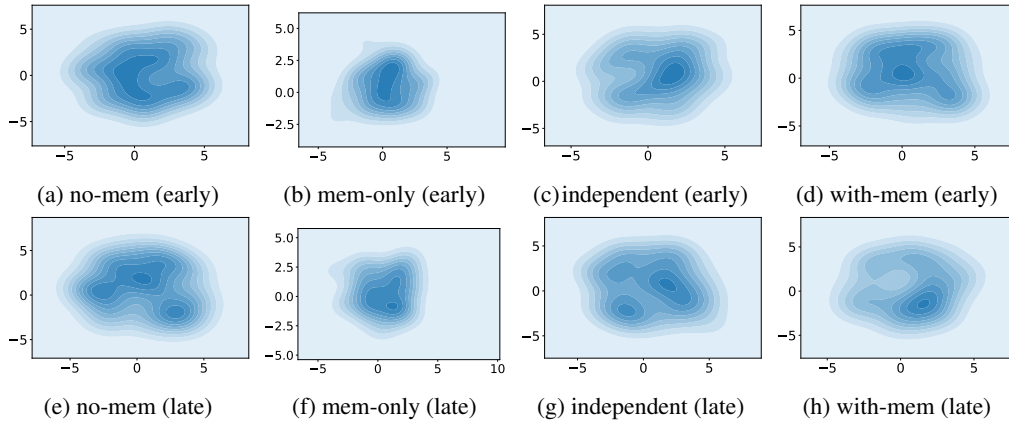 5
0
−5
−5 0 5
(a) no-mem (early)
5.0
2.5
0.0
−2.5
−5 0 5
(b) mem-only (early)
5
0
−5
−5 0 5
(c) independent (early)
5
0
−5
−5 0 5
(d) with-mem (early)
5
0
−5
−5 0 5
(e) no-mem (late)
5.0
2.5
0.0
−2.5
−5.0
−5 0 5 10
(f) mem-only (late)
5
0
−5
−5 0 5
(g) independent (late)
5
0
−5
−5 0 5
(h) with-mem (late)